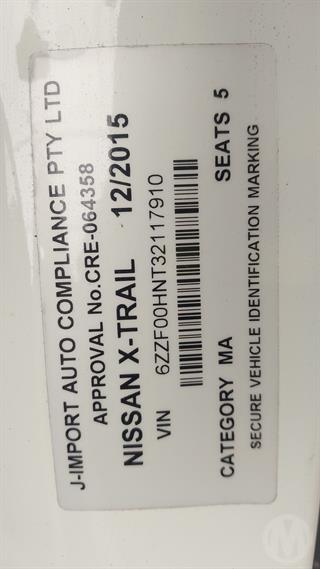 J-IMPORT AUTO COMPLIANCE PTY LTD
APPROVAL No.CRE-064358
NISSAN X-TRAIL 12/2015
VIN 6ZZF00HNT32117910
CATEGORY MA SEATS 5
SECURE VEHICLE IDENTIFICATION MARKING